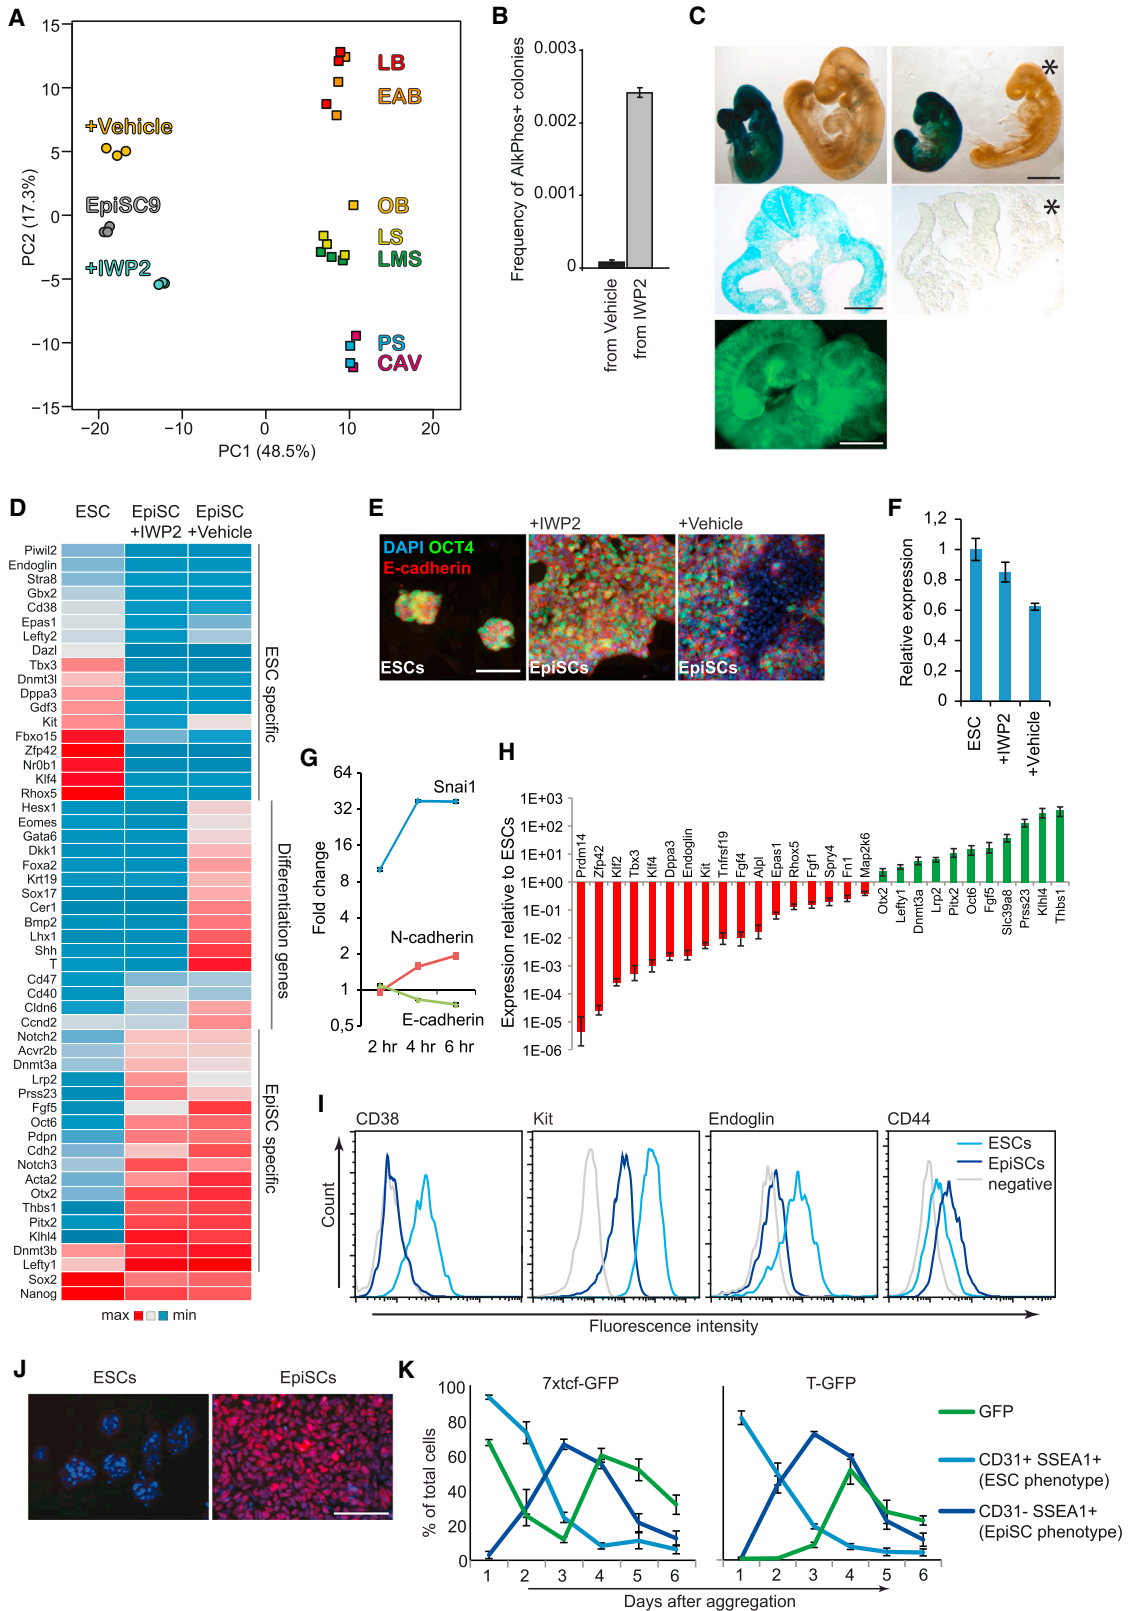 A
15
10
5
0
−5
−10
−15
PC2 (17.3%)
−20
−10
0
10
20
PC1 (48.5%)
+Vehicle
EpiSC9
+IWP2
LB
EAB
OB
LS
LMS
PS
CAV
B
Frequency of AlkPhos+ colonies
0.003
0.002
0.001
0
from Vehicle
from IWP2
C
*
*
D
ESC
EpiSC
+IWP2
EpiSC
+Vehicle
Piwil2
Endoglin
Stra8
Gbx2
Cd38
Epas1
Lefty2
Dazl
Tbx3
Dnmt3l
Dppa3
Gdf3
Kit
Fbxo15
Zfp42
Nr0b1
Klf4
Rhox5
Hesx1
Eomes
Gata6
Dkk1
Foxa2
Krt19
Sox17
Cer1
Bmp2
Lhx1
Shh
T
Cd47
Cd40
Cldn6
Ccnd2
Notch2
Acvr2b
Dnmt3a
Lrp2
Prss23
Fgf5
Oct6
Pdpn
Cdh2
Notch3
Acta2
Otx2
Thbs1
Pitx2
Klhl4
Dnmt3b
Lefty1
Sox2
Nanog
ESC specific
Differentiation genes
EpiSC specific
max
min
E
+IWP2
+Vehicle
DAPI OCT4
E-cadherin
ESCs
EpiSCs
EpiSCs
F
Relative expression
1,2
1
0,8
0,6
0,4
0,2
0
ESC
+IWP2
+Vehicle
G
Fold change
64
32
16
8
4
2
1
0,5
Snai1
N-cadherin
E-cadherin
2 hr 4 hr 6 hr
H
Expression relative to ESCs
1E+03
1E+02
1E+01
1E+00
1E-01
1E-02
1E-03
1E-04
1E-05
1E-06
Prdm14
Zfp42
Klf2
Tbx3
Klf4
Dppa3
Endoglin
Kit
Tnfrsf19
Fgf4
Alpl
Epas1
Rhox5
Fgf1
Spry4
Fn1
Map2k6
Otx2
Lefty1
Dnmt3a
Lrp2
Pitx2
Oct6
Fgf5
Slc39a8
Prss23
Klhl4
Thbs1
I
CD38
Kit
Endoglin
CD44
Count
ESCs
EpiSCs
negative
Fluorescence intensity
J
ESCs
EpiSCs
K
7xtcf-GFP
T-GFP
% of total cells
100
80
60
40
20
0
1 2 3 4 5 6
1 2 3 4 5 6
Days after aggregation
GFP
CD31+ SSEA1+
(ESC phenotype)
CD31- SSEA1+
(EpiSC phenotype)